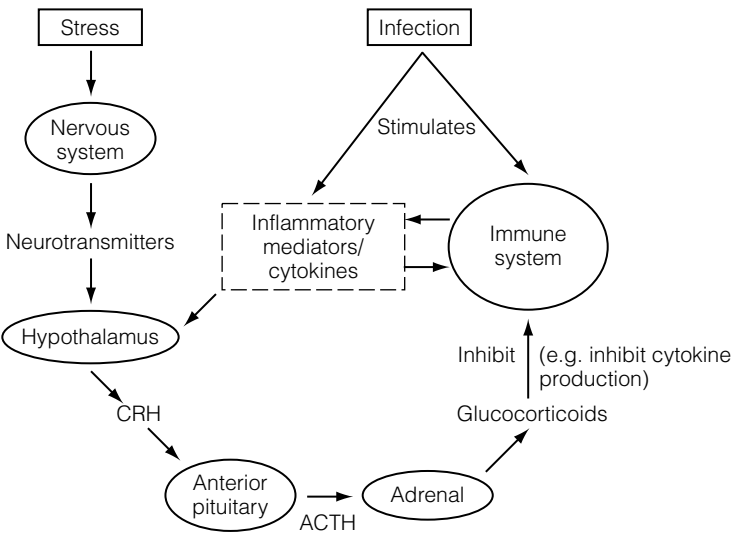 Stress
Infection
Nervous
system
Stimulates
Neurotransmitters
Inflammatory
mediators/
cytokines
Immune
system
Hypothalamus
Inhibit
(e.g. inhibit cytokine
production)
CRH
Glucocorticoids
Anterior
pituitary
ACTH
Adrenal